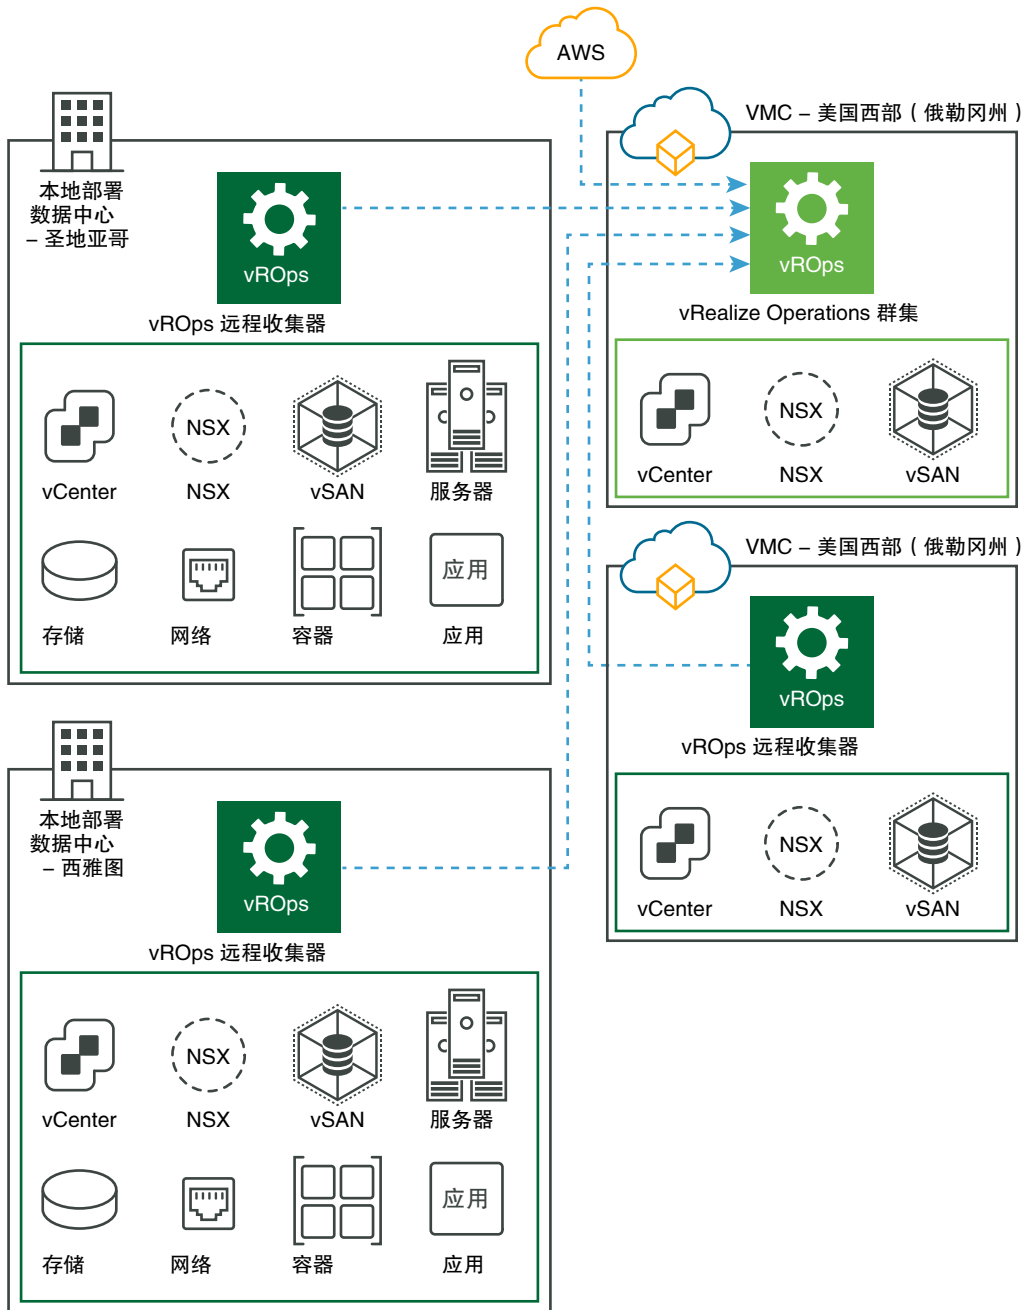 AWS
VMC – 美国西部（俄勒冈州）
本地部署
数据中心
– 圣地亚哥
vROps
vROps 远程收集器
vCenter
NSX
NSX
vSAN
服务器
存储
网络
容器
应用
应用
vROps
vRealize Operations 群集
vCenter
NSX
NSX
vSAN
VMC – 美国西部（俄勒冈州）
vROps
vROps 远程收集器
vCenter
NSX
NSX
vSAN
本地部署
数据中心
– 西雅图
vROps
vROps 远程收集器
vCenter
NSX
NSX
vSAN
服务器
存储
网络
容器
应用
应用